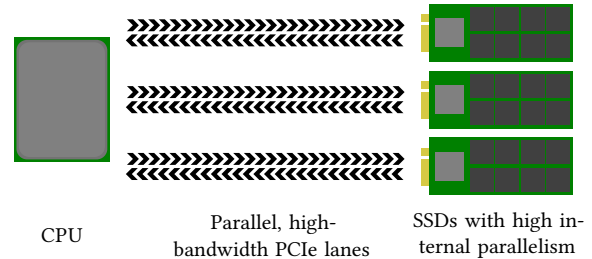 CPU
Parallel, high-
bandwidth PCIe lanes
SSDs with high in-
ternal parallelism